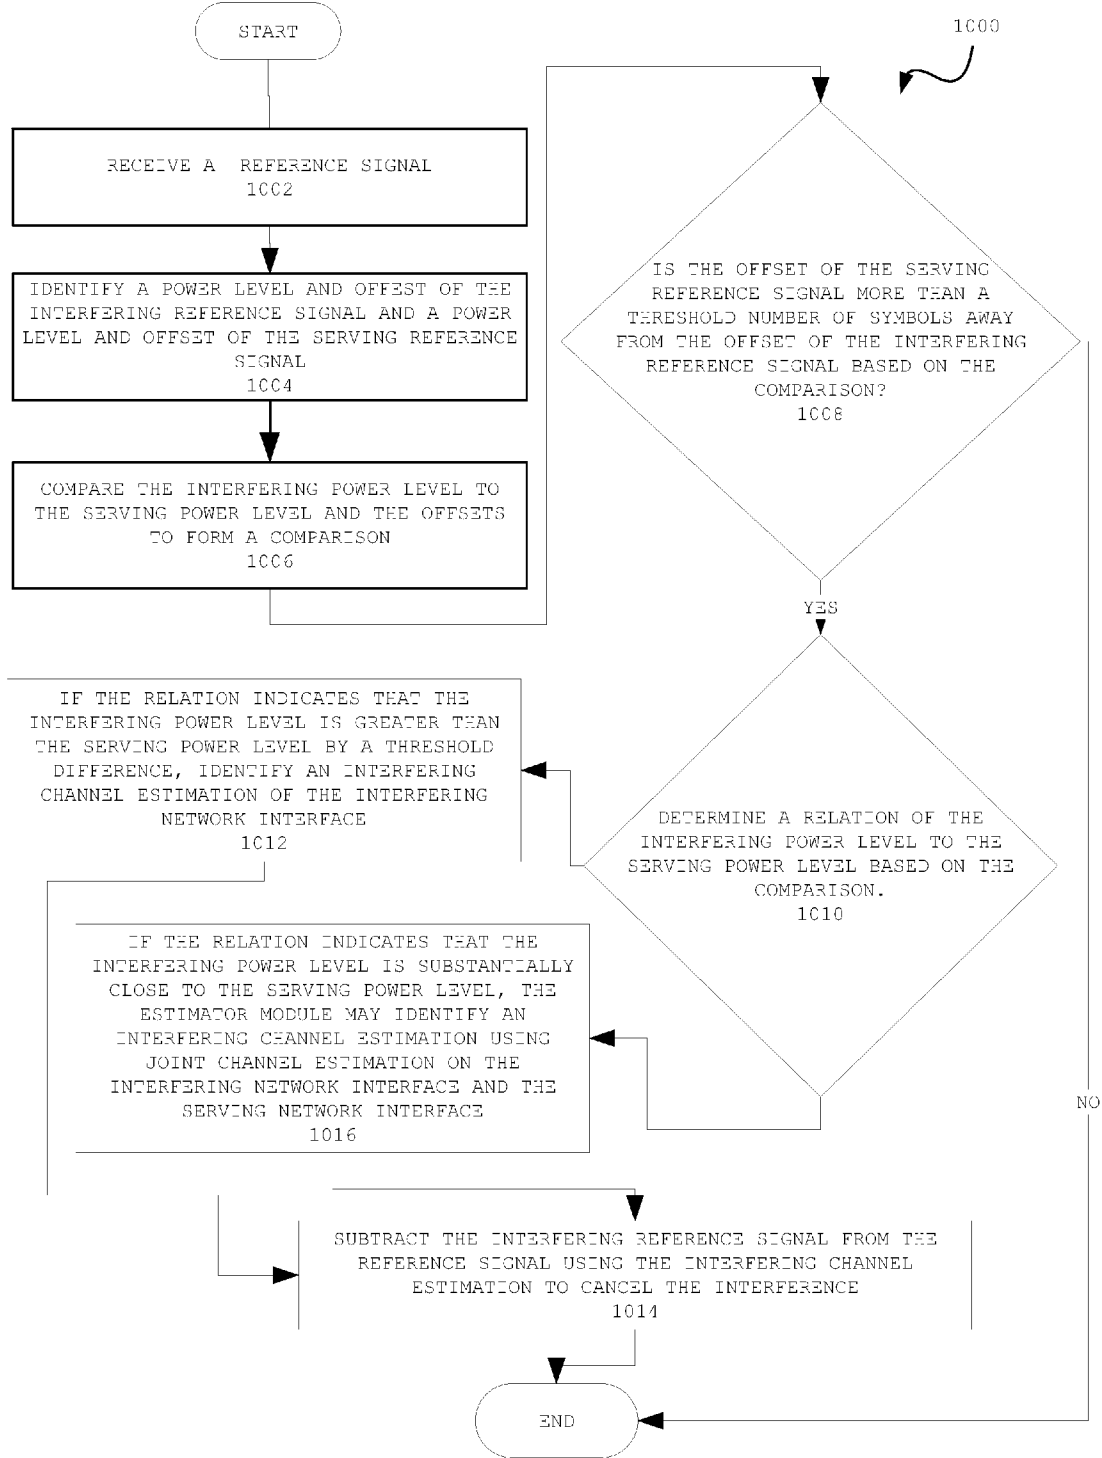 START
1000
RECEIVE A REFERENCE SIGNAL
1002
IDENTIFY A POWER LEVEL AND OFFEST OF THE
INTERFERING REFERENCE SIGNAL AND A POWER
LEVEL AND OFFSET OF THE SERVING REFERENCE
SIGNAL
1004
COMPARE THE INTERFERING POWER LEVEL TO
THE SERVING POWER LEVEL AND THE OFFSETS
TO FORM A COMPARISON
1006
IS THE OFFSET OF THE SERVING
REFERENCE SIGNAL MORE THAN A
THRESHOLD NUMBER OF SYMBOLS AWAY
FROM THE OFFSET OF THE INTERFERING
REFERENCE SIGNAL BASED ON THE
COMPARISON?
1008
YES
DETERMINE A RELATION OF THE
INTERFERING POWER LEVEL TO THE
SERVING POWER LEVEL BASED ON THE
COMPARISON.
1010
IF THE RELATION INDICATES THAT THE
INTERFERING POWER LEVEL IS GREATER THAN
THE SERVING POWER LEVEL BY A THRESHOLD
DIFFERENCE, IDENTIFY AN INTERFERING
CHANNEL ESTIMATION OF THE INTERFERING
NETWORK INTERFACE
1012
IF THE RELATION INDICATES THAT THE
INTERFERING POWER LEVEL IS SUBSTANTIALLY
CLOSE TO THE SERVING POWER LEVEL, THE
ESTIMATOR MODULE MAY IDENTIFY AN
INTERFERING CHANNEL ESTIMATION USING
JOINT CHANNEL ESTIMATION ON THE
INTERFERING NETWORK INTERFACE AND THE
SERVING NETWORK INTERFACE
1016
NO
SUBTRACT THE INTERFERING REFERENCE SIGNAL FROM THE
REFERENCE SIGNAL USING THE INTERFERING CHANNEL
ESTIMATION TO CANCEL THE INTERFERENCE
1014
END